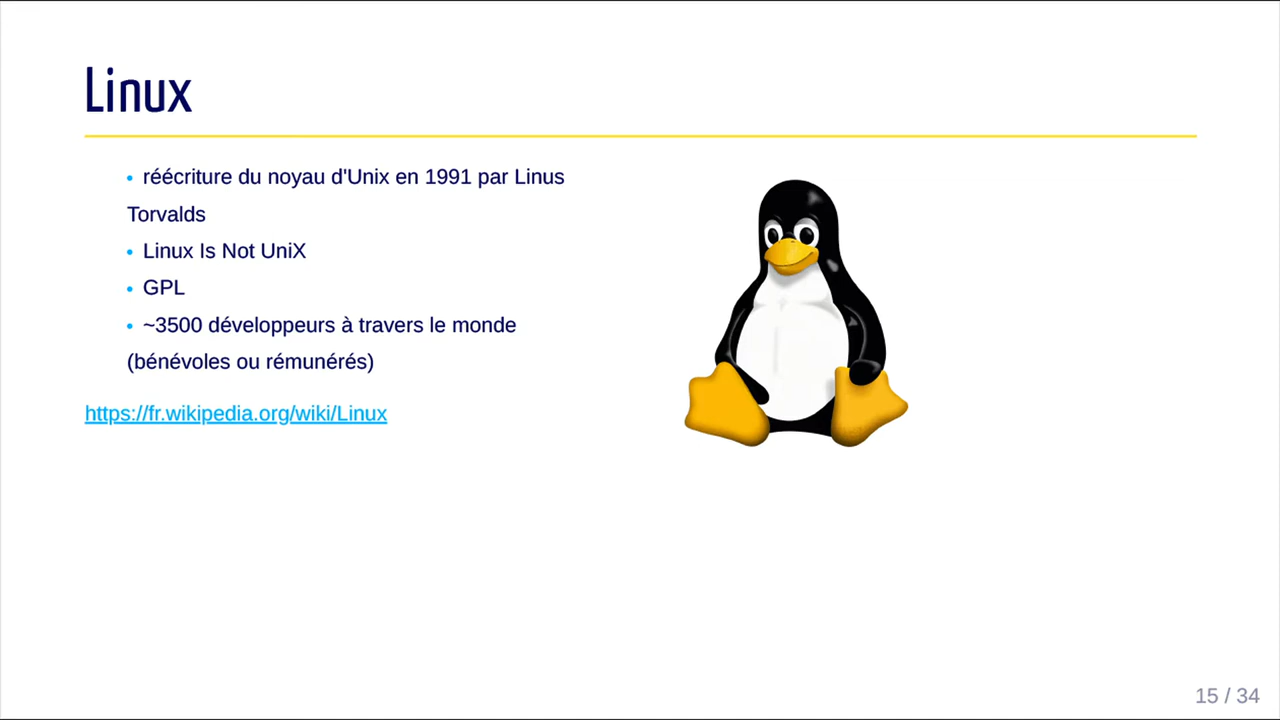 Linux
• réécriture du noyau d'Unix en 1991 par Linus
Torvalds
• Linux Is Not UniX
• GPL
• ~3500 développeurs à travers le monde
(bénévoles ou rémunérés)
https://fr.wikipedia.org/wiki/Linux
15 / 34